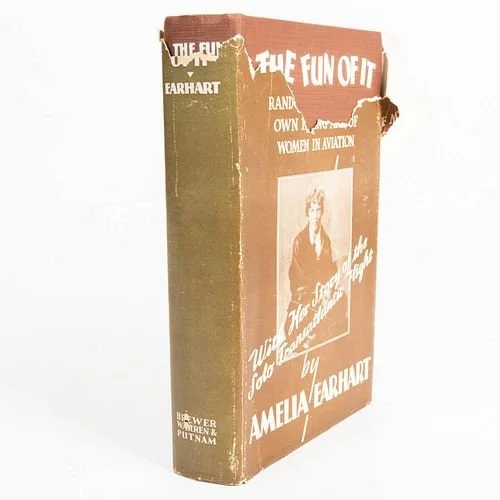 THE FUN
OF IT
EARHART
BREWER
WARREN &
PUTNAM
THE FUN OF IT
RAND
OWN
OF
WOMEN IN AVIATION
With Her Story of the
Solo Transatlantic Flight
by
AMELIA EARHART